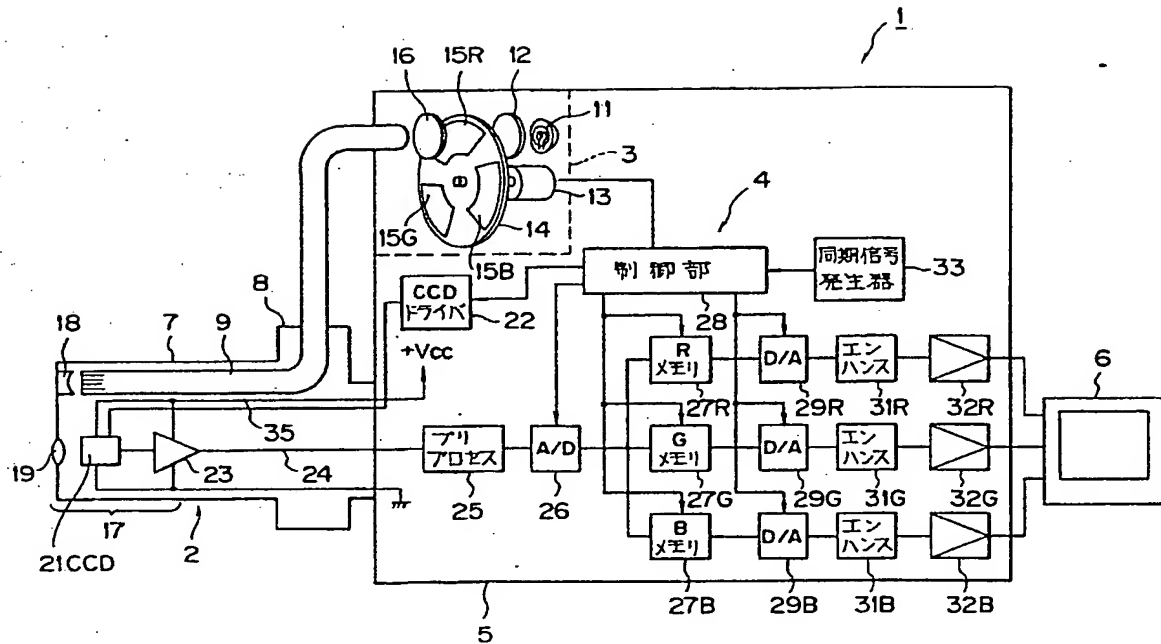 1
16
15R
12
11
3
13
4
15G
14
15B
制御部
28
同期信号
発生器
33
CCD
ドライバ
22
8
7
9
18
+Vcc
R
メモリ
27R
D/A
29R
エン
ハンス
31R
32R
6
35
19
23
24
プリ
プロセス
25
A/D
26
G
メモリ
27G
D/A
29G
エン
ハンス
31G
32G
17
2
21CCD
B
メモリ
27B
D/A
29B
エン
ハンス
31B
32B
5